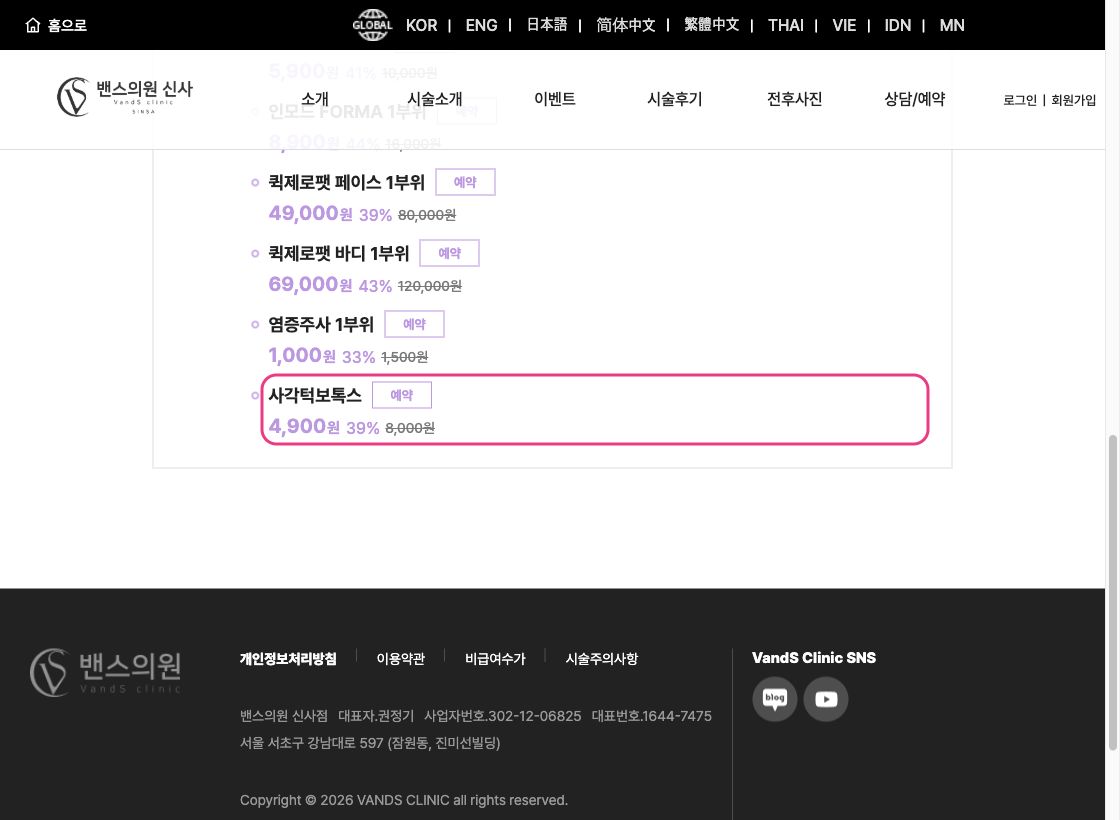 홈으로
GLOBAL KOR | ENG | 日本語 | 简体中文 | 繁體中文 | THAI | VIE | IDN | MN
밴스의원 신사
VandS clinic
SINSA
소개 시술소개 이벤트 시술후기 전후사진 상담/예약
로그인 | 회원가입
5,900원 41% 10,000원
인모드 FORMA 1부위 예약
8,900원 44% 16,000원
퀵제로팻 페이스 1부위 예약
49,000원 39% 80,000원
퀵제로팻 바디 1부위 예약
69,000원 43% 120,000원
염증주사 1부위 예약
1,000원 33% 1,500원
사각턱보톡스 예약
4,900원 39% 8,000원
밴스의원
VandS clinic
개인정보처리방침 이용약관 비급여수가 시술주의사항
밴스의원 신사점 대표자.권정기 사업자번호.302-12-06825 대표번호.1644-7475
서울 서초구 강남대로 597 (잠원동, 진미선빌딩)
Copyright © 2026 VANDS CLINIC all rights reserved.
VandS Clinic SNS
blog